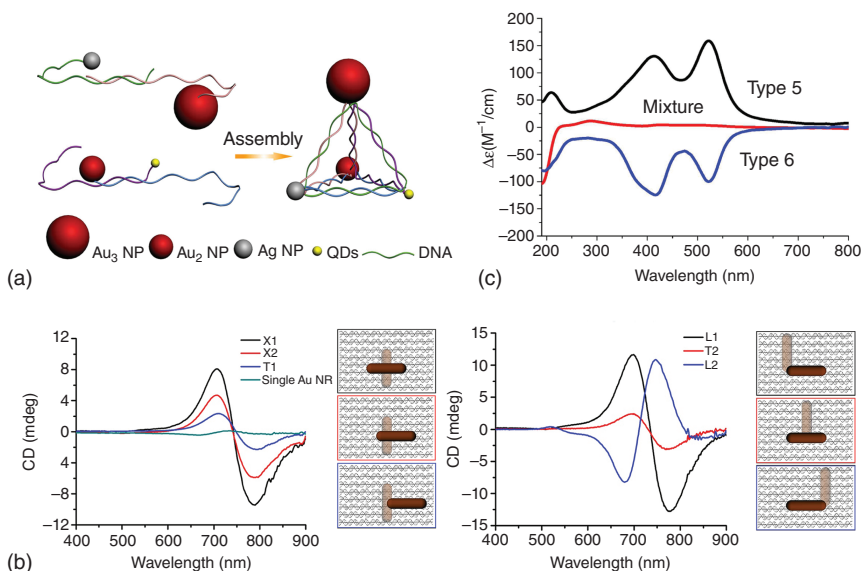 Assembly
Au3 NP Au2 NP Ag NP QDs DNA
(a)
200
150
100
50
0
−50
−100
−150
−200
Δε(M−1/cm)
Type 5
Mixture
Type 6
200 300 400 500 600 700 800
Wavelength (nm)
(c)
12
8
4
0
−4
−8
−12
CD (mdeg)
X1
X2
T1
Single Au NR
400 500 600 700 800 900
Wavelength (nm)
(b)
15
10
5
0
−5
−10
−15
CD (mdeg)
L1
T2
L2
400 500 600 700 800 900
Wavelength (nm)